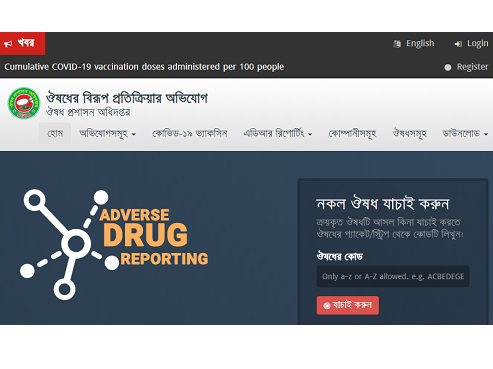 খবর
English
Login
Cumulative COVID-19 vaccination doses administered per 100 people
Register
ঔষধের বিরূপ প্রতিক্রিয়ার অভিযোগ
ঔষধ প্রশাসন অধিদপ্তর
হোম অভিযোগসমূহ কোভিড-১৯ ভ্যাকসিন এডিআর রিপোর্টিং কোম্পানীসমূহ ঔষধসমূহ ডাউনলোড
ADVERSE
DRUG
REPORTING
নকল ঔষধ যাচাই করুন
ক্রয়কৃত ঔষধটি আসল কিনা যাচাই করতে
ঔষধের প্যাকেট/স্ট্রিপ থেকে কোডটি লিখুন।
ঔষধের কোড
Only a-z or A-Z allowed. e.g. ACBEDEGE
যাচাই করুন